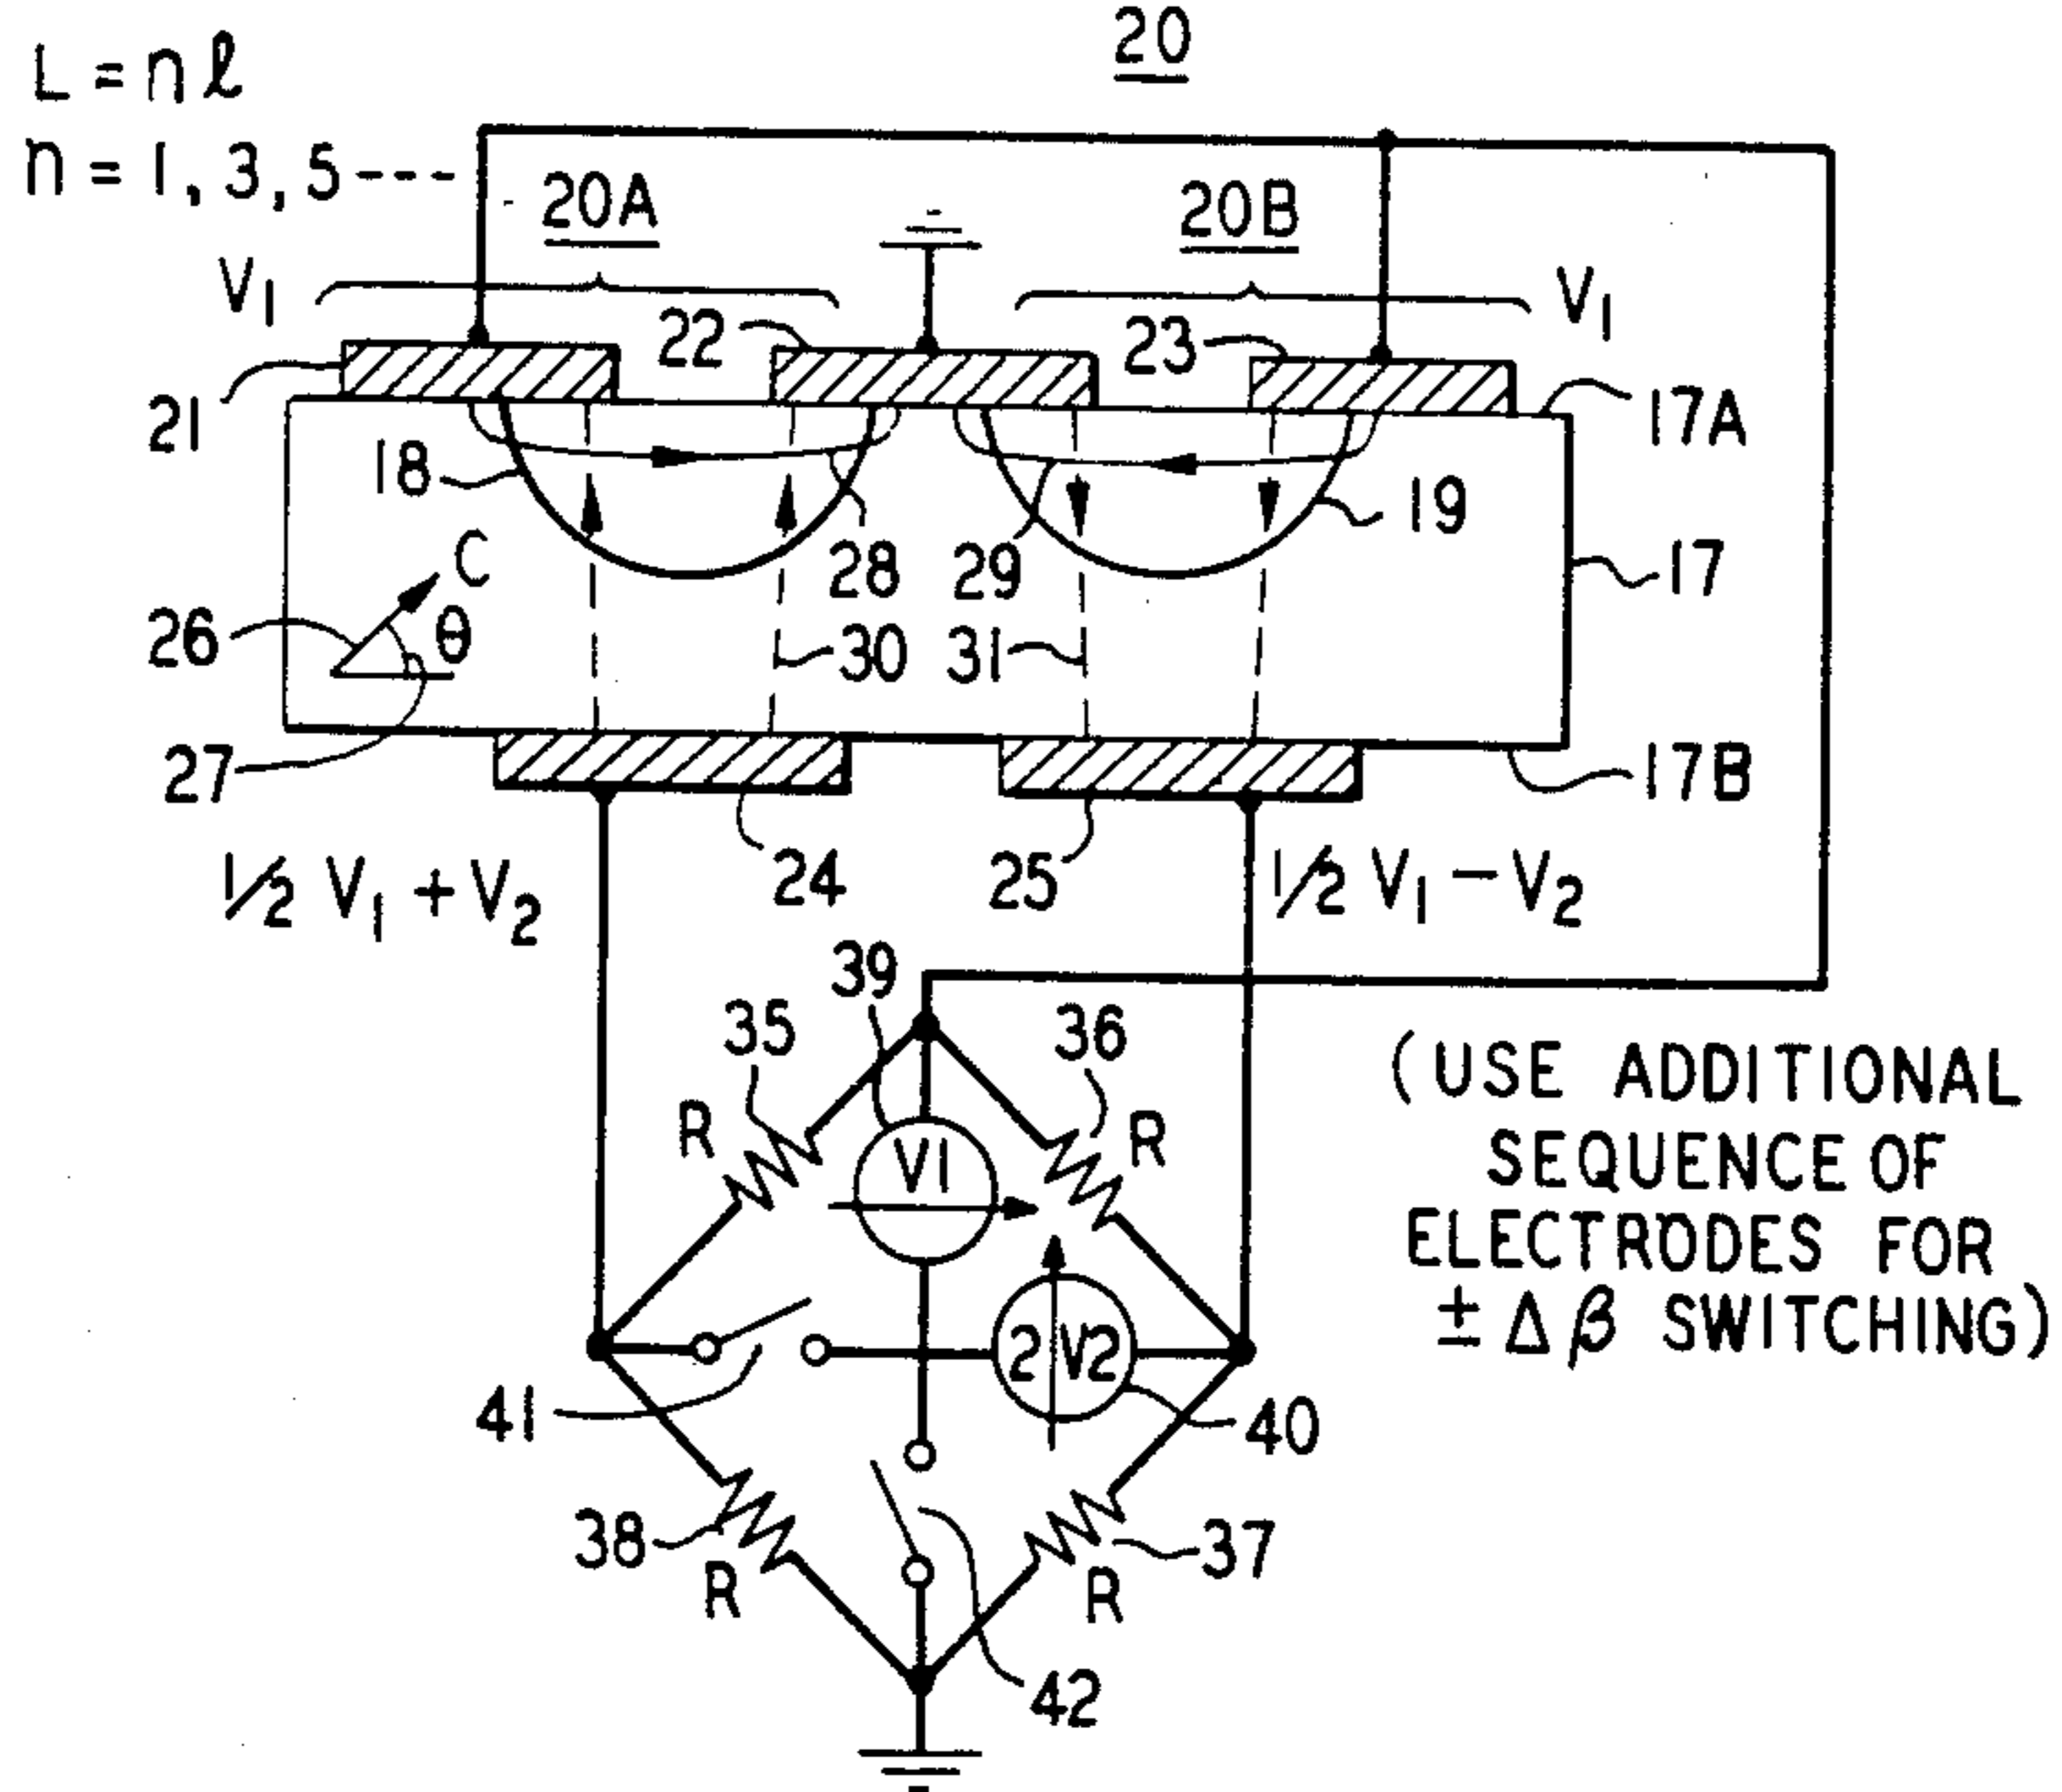 20
L = nℓ
n = 1, 3, 5 ---
20A
20B
V1
22
23
V1
21
17A
18
19
C
28
29
17
26
θ
30
31
27
17B
1/2 V1 + V2
24
25
1/2 V1 - V2
39
35
36
R
R
V1
(USE ADDITIONAL
SEQUENCE OF
ELECTRODES FOR
± Δβ SWITCHING)
2V2
41
40
38
37
R
R
42